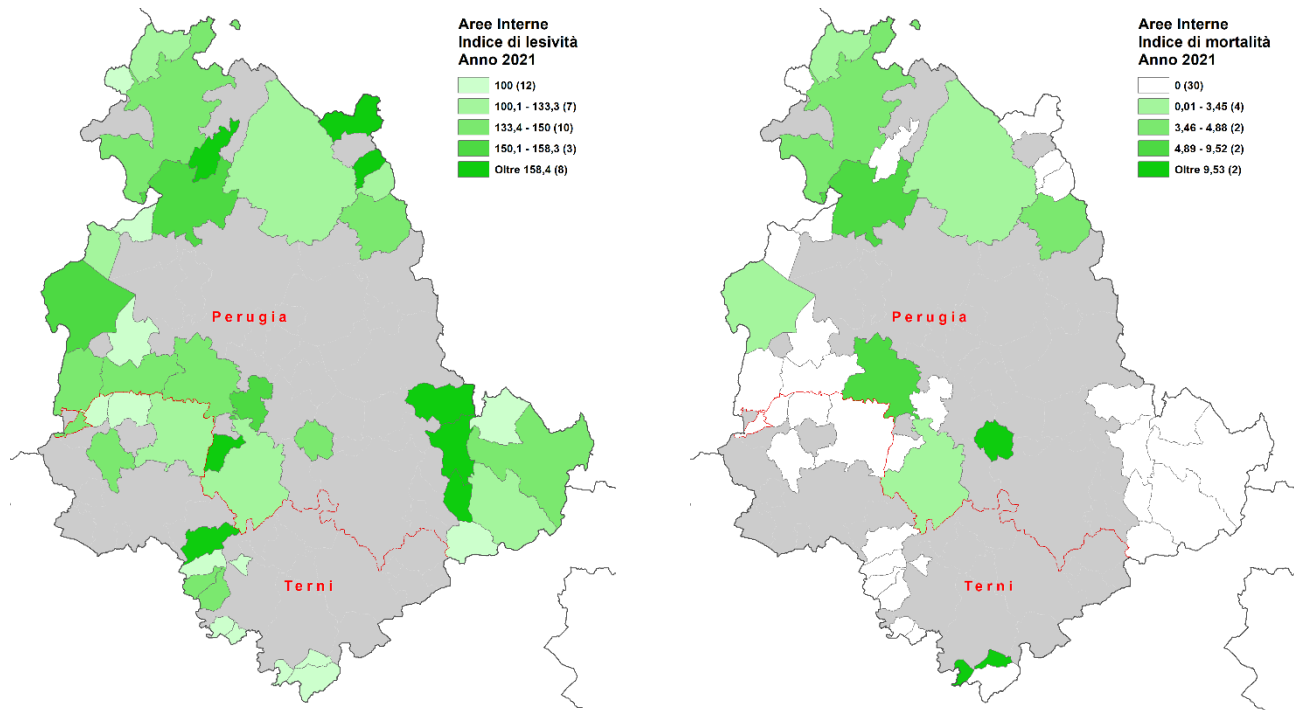 Aree Interne
Indice di lesività
Anno 2021
100 (12)
100,1 - 133,3 (7)
133,4 - 150 (10)
150,1 - 158,3 (3)
Oltre 158,4 (8)
Perugia
Terni
Aree Interne
Indice di mortalità
Anno 2021
0 (30)
0,01 - 3,45 (4)
3,46 - 4,88 (2)
4,89 - 9,52 (2)
Oltre 9,53 (2)
Perugia
Terni